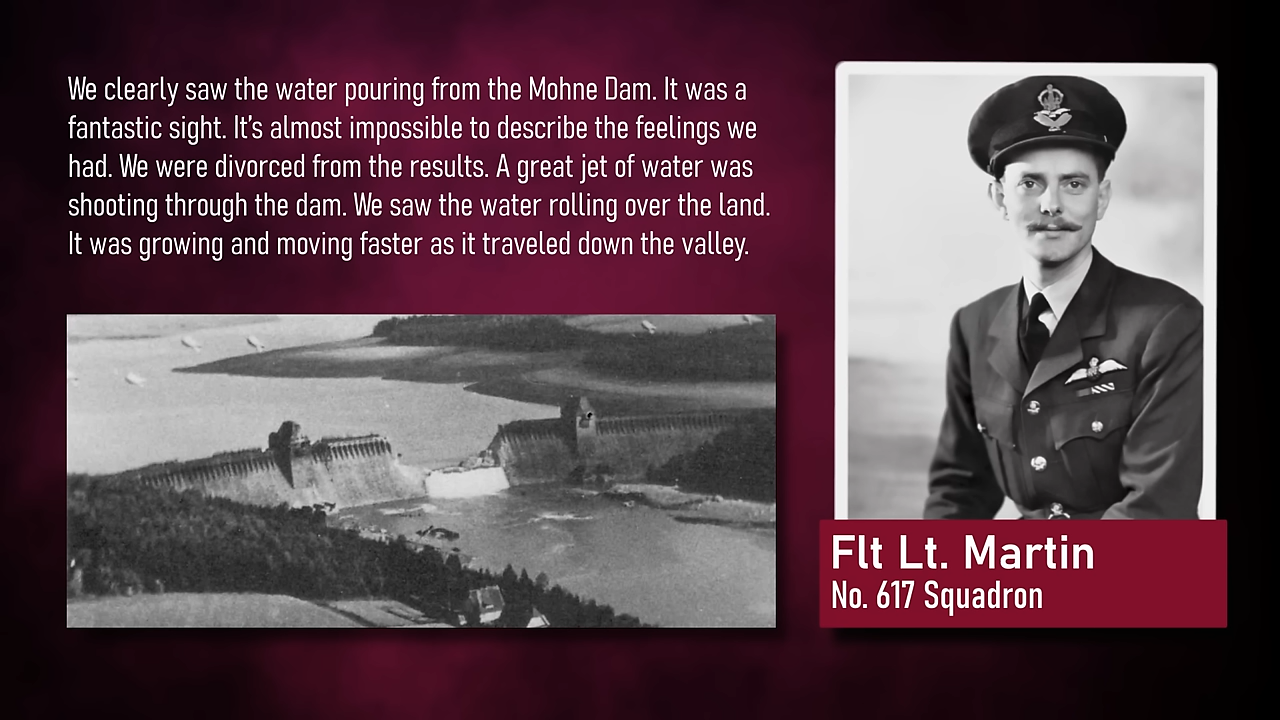 We clearly saw the water pouring from the Mohne Dam. It was a
fantastic sight. It's almost impossible to describe the feelings we
had. We were divorced from the results. A great jet of water was
shooting through the dam. We saw the water rolling over the land.
It was growing and moving faster as it traveled down the valley.
Flt Lt. Martin
No. 617 Squadron